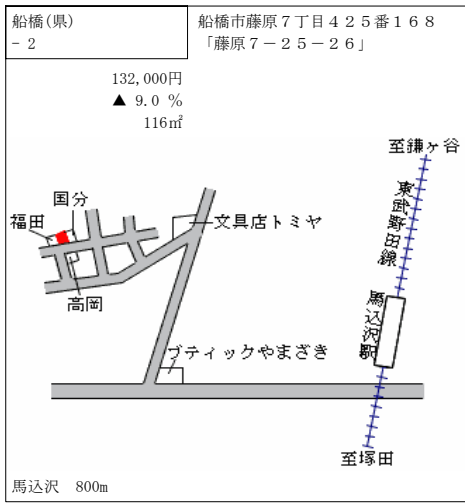 船橋(県)
－２
船橋市藤原７丁目４２５番１６８
「藤原７－２５－２６」
132,000円
▲ 9.0 %
116㎡
至鎌ヶ谷
東武野田線
国分
福田
文具店トミヤ
高岡
馬込沢駅
ブティックやまざき
至塚田
馬込沢　800m